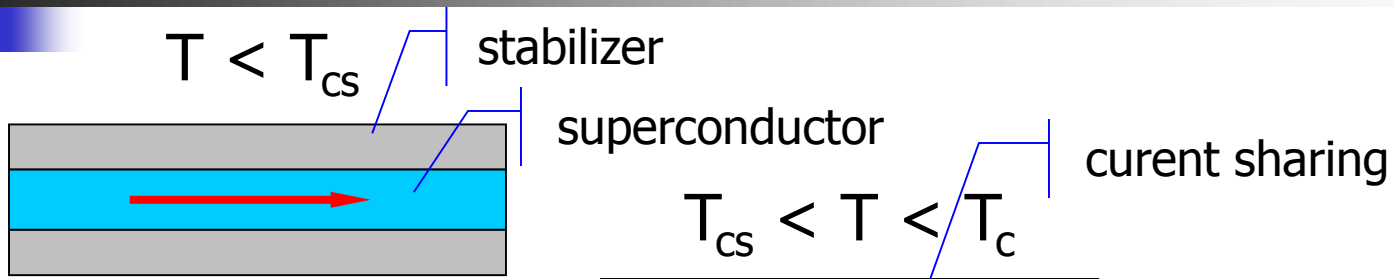 T < T_cs
stabilizer
superconductor
curent sharing
T_cs < T < T_c